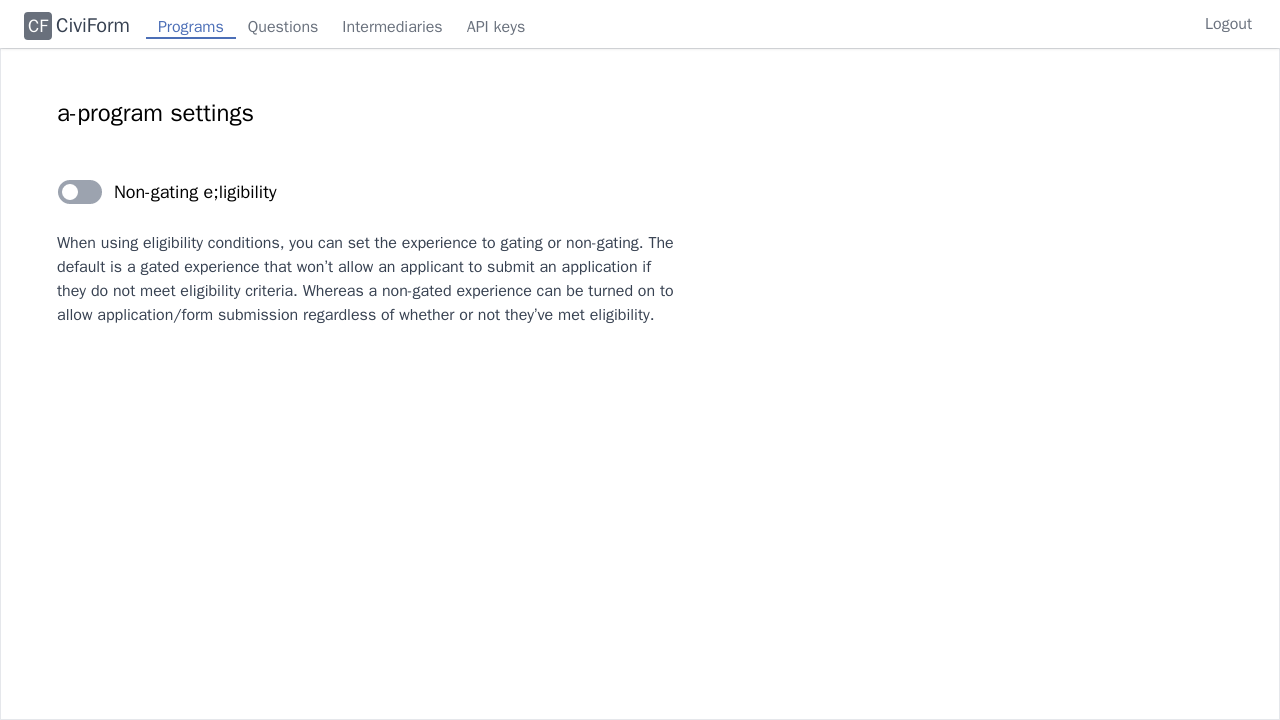 CF CiviForm Programs Questions Intermediaries API keys Logout
a-program settings
Non-gating e;ligibility
When using eligibility conditions, you can set the experience to gating or non-gating. The
default is a gated experience that won't allow an applicant to submit an application if
they do not meet eligibility criteria. Whereas a non-gated experience can be turned on to
allow application/form submission regardless of whether or not they've met eligibility.